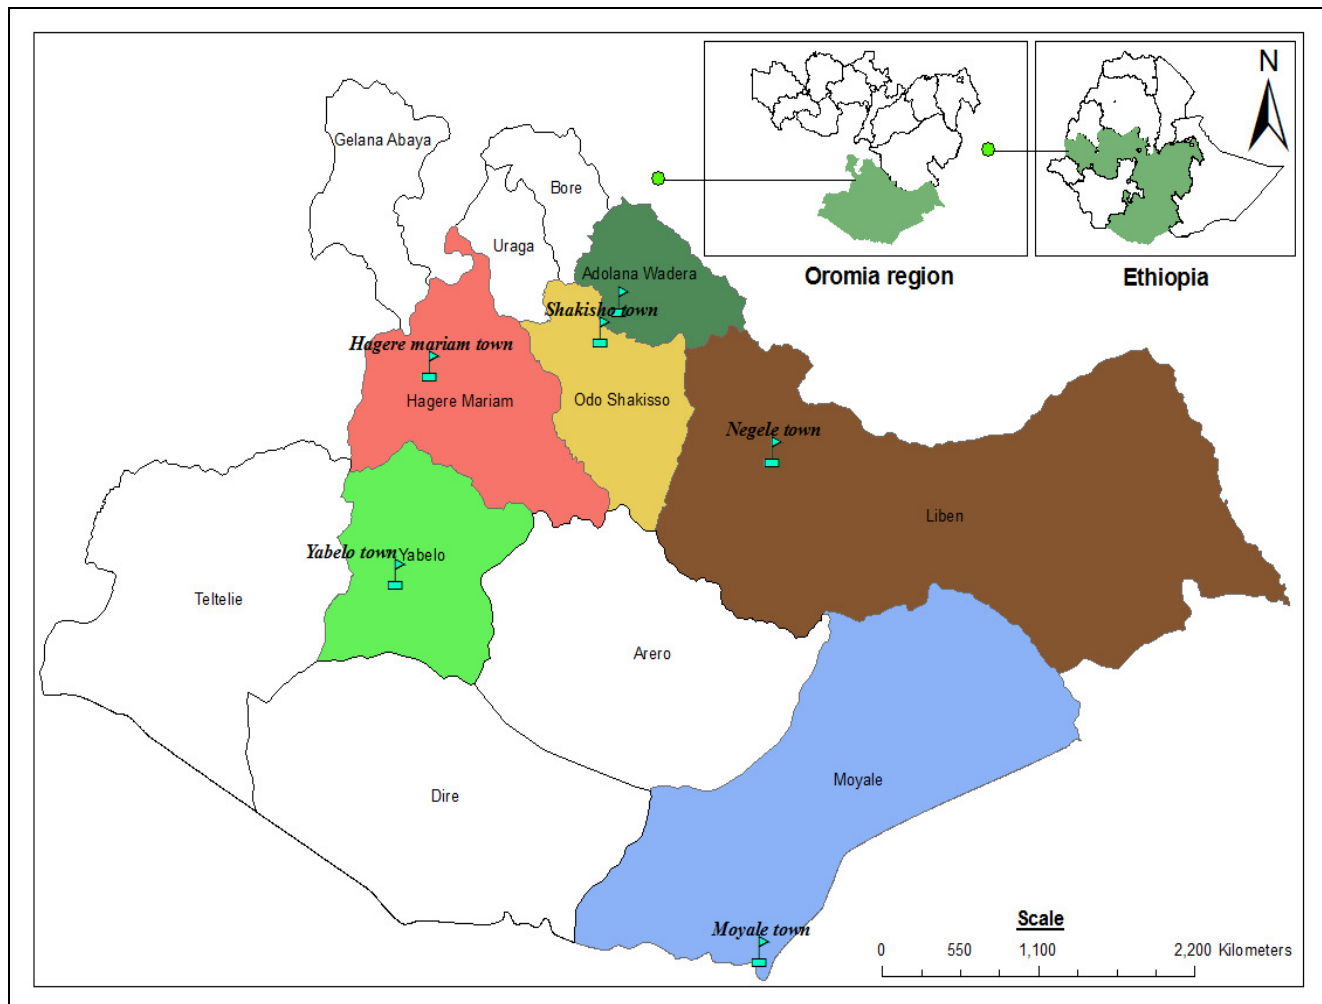 N
Gelana Abaya
Bore
Uraga
Oromia region
Ethiopia
Adolana Wadera
Shakisho town
Hagere mariam town
Hagere Mariam
Odo Shakisso
Negele town
Liben
Yabelo town
Yabelo
Teltelie
Arero
Moyale
Dire
Moyale town
Scale
0 550 1,100 2,200 Kilometers